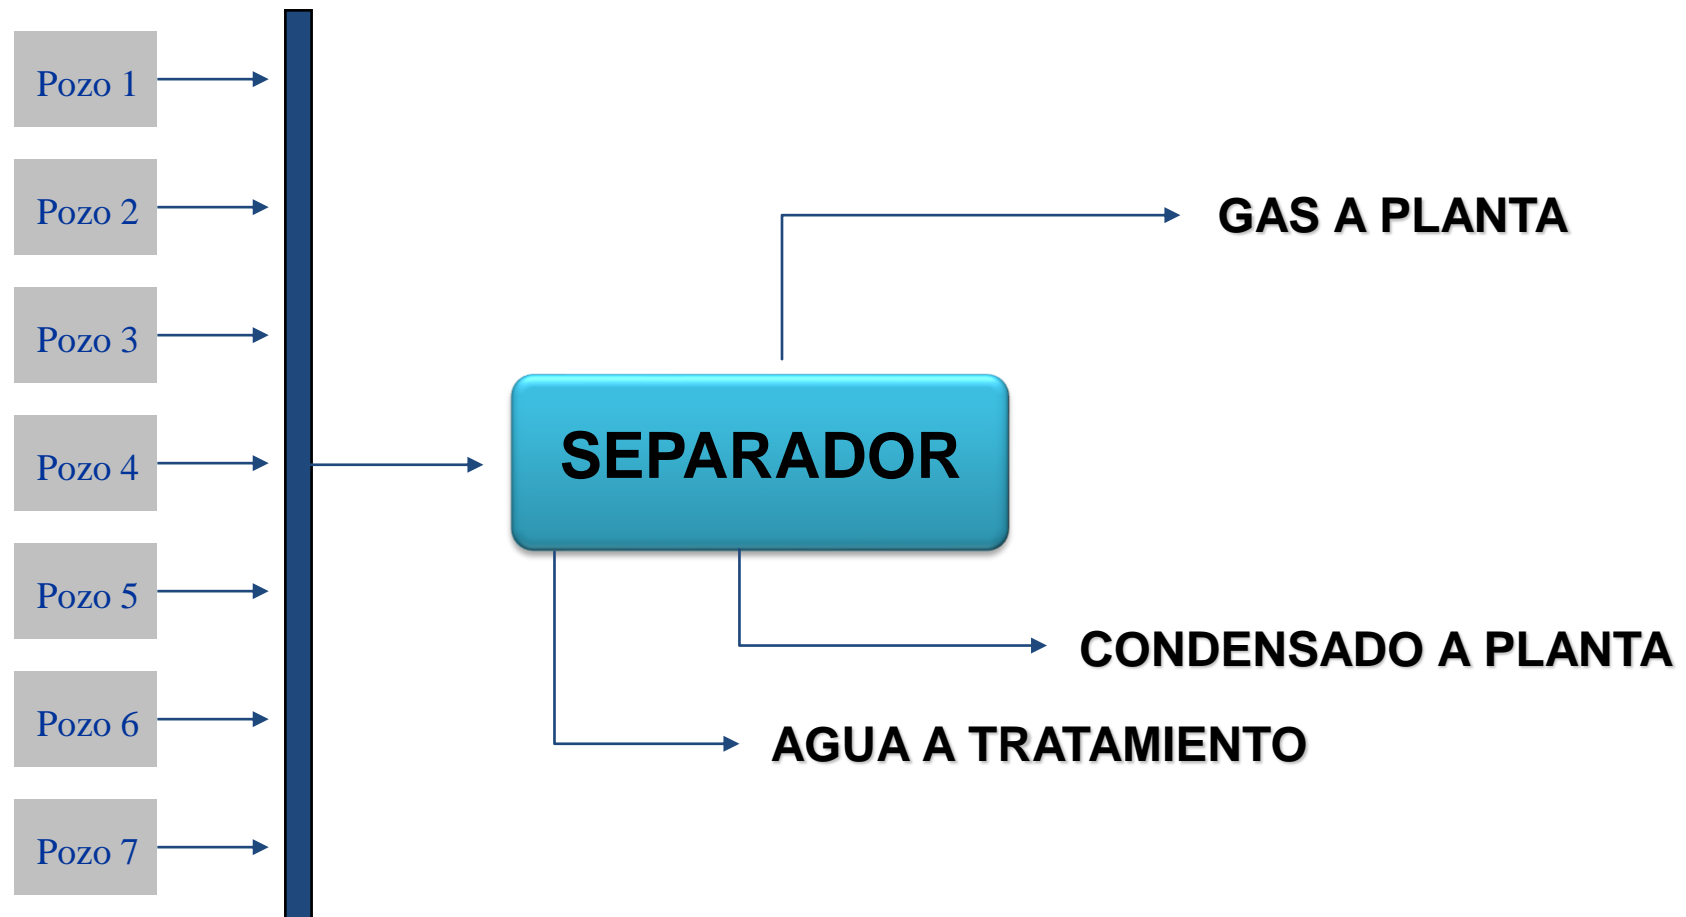 Pozo 1
Pozo 2
Pozo 3
Pozo 4
Pozo 5
Pozo 6
Pozo 7
SEPARADOR
GAS A PLANTA
CONDENSADO A PLANTA
AGUA A TRATAMIENTO